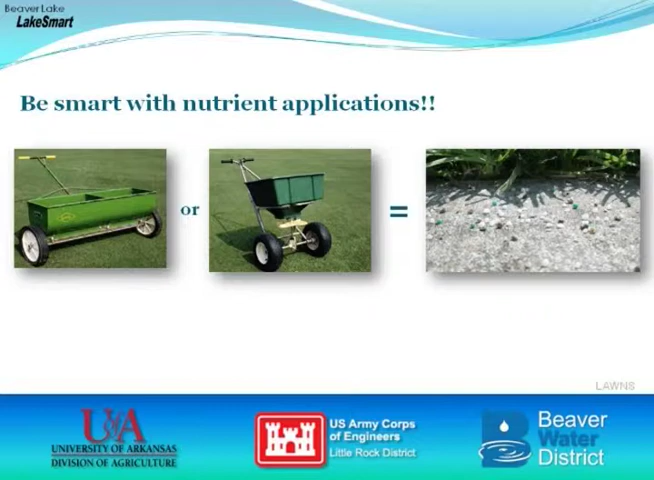 Beaver Lake
LakeSmart
Be smart with nutrient applications!!
or
=
LAWNS
U of A
UNIVERSITY OF ARKANSAS
DIVISION OF AGRICULTURE
US Army Corps
of Engineers
Little Rock District
Beaver
Water
District